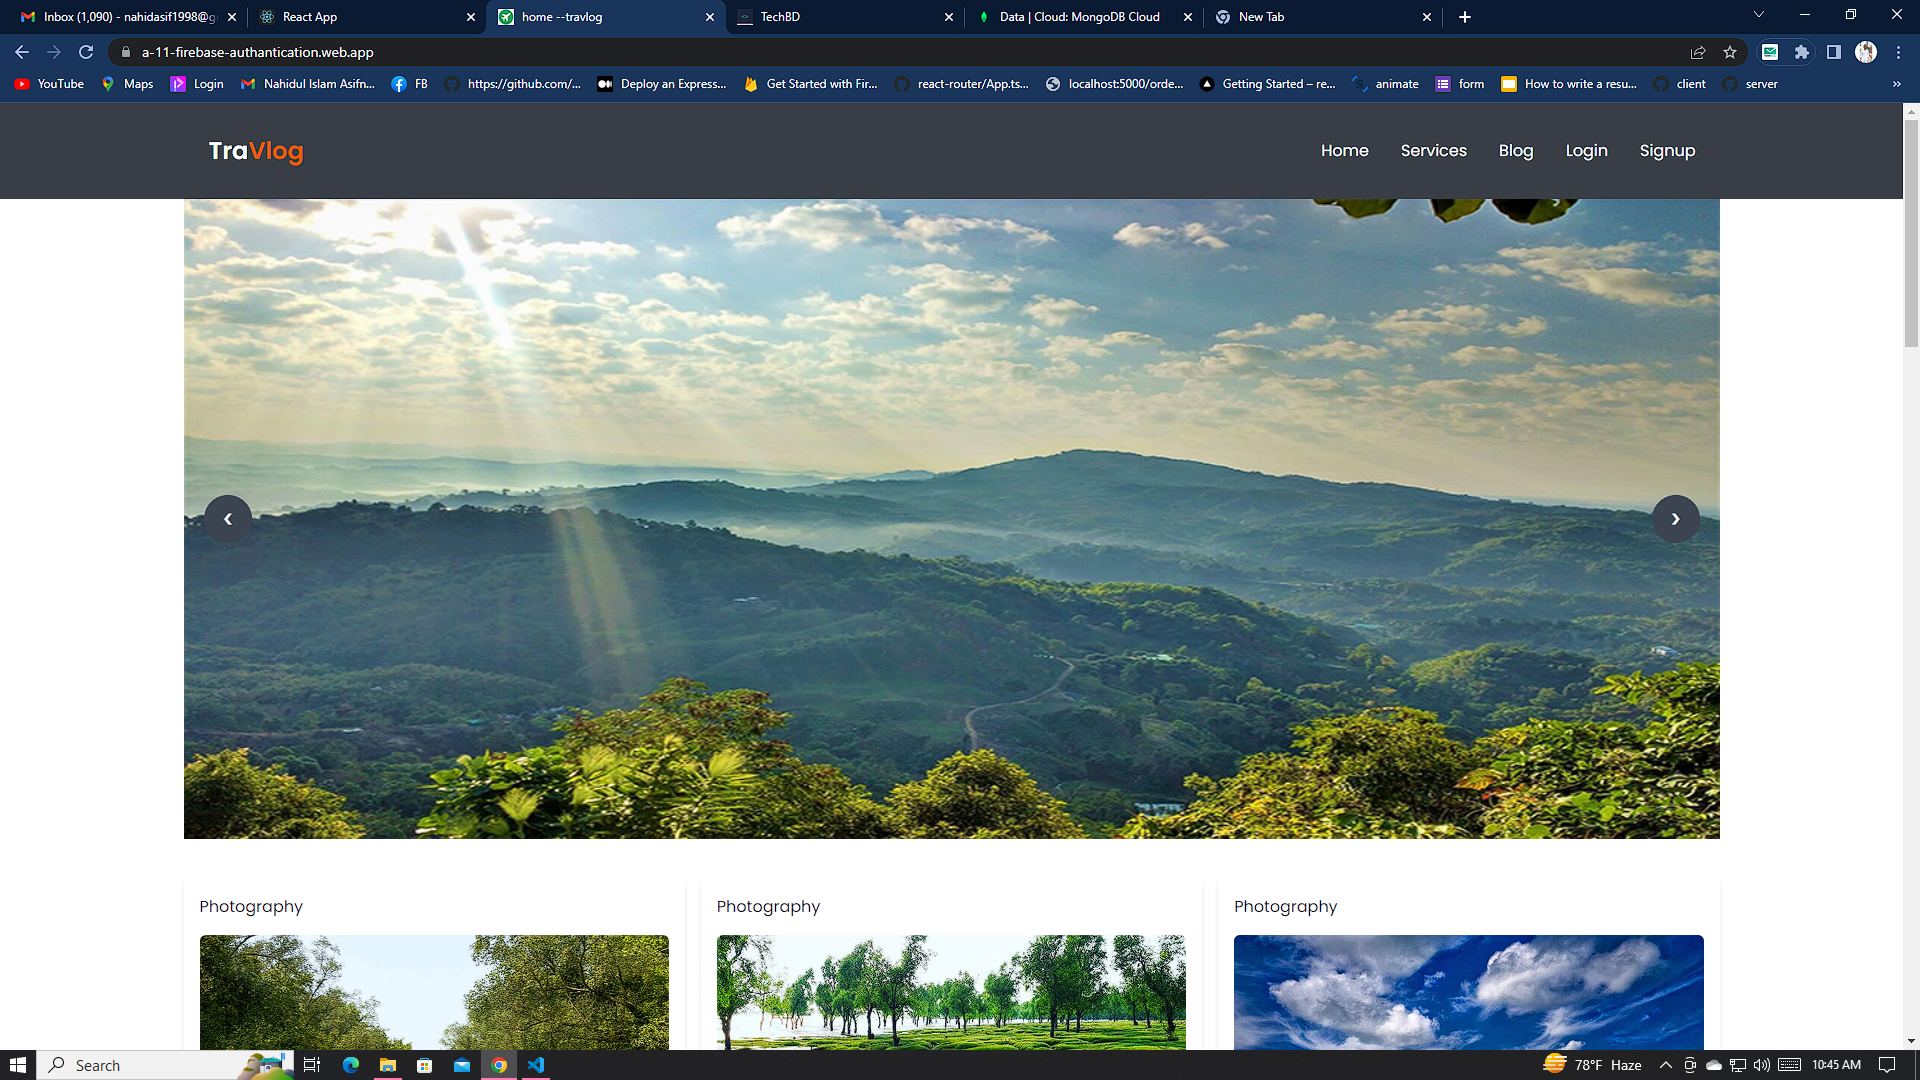 Inbox (1,090) - nahidasif1998@g
React App
home --travlog
TechBD
Data | Cloud: MongoDB Cloud
New Tab
a-11-firebase-authantication.web.app
YouTube
Maps
Login
Nahidul Islam Asifn...
FB
https://github.com/...
Deploy an Express...
Get Started with Fir...
react-router/App.ts...
localhost:5000/orde...
Getting Started – re...
animate
form
How to write a resu...
client
server
»
TraVlog
Home
Services
Blog
Login
Signup
‹
›
Photography
Photography
Photography
Search
78°F Haze
10:45 AM